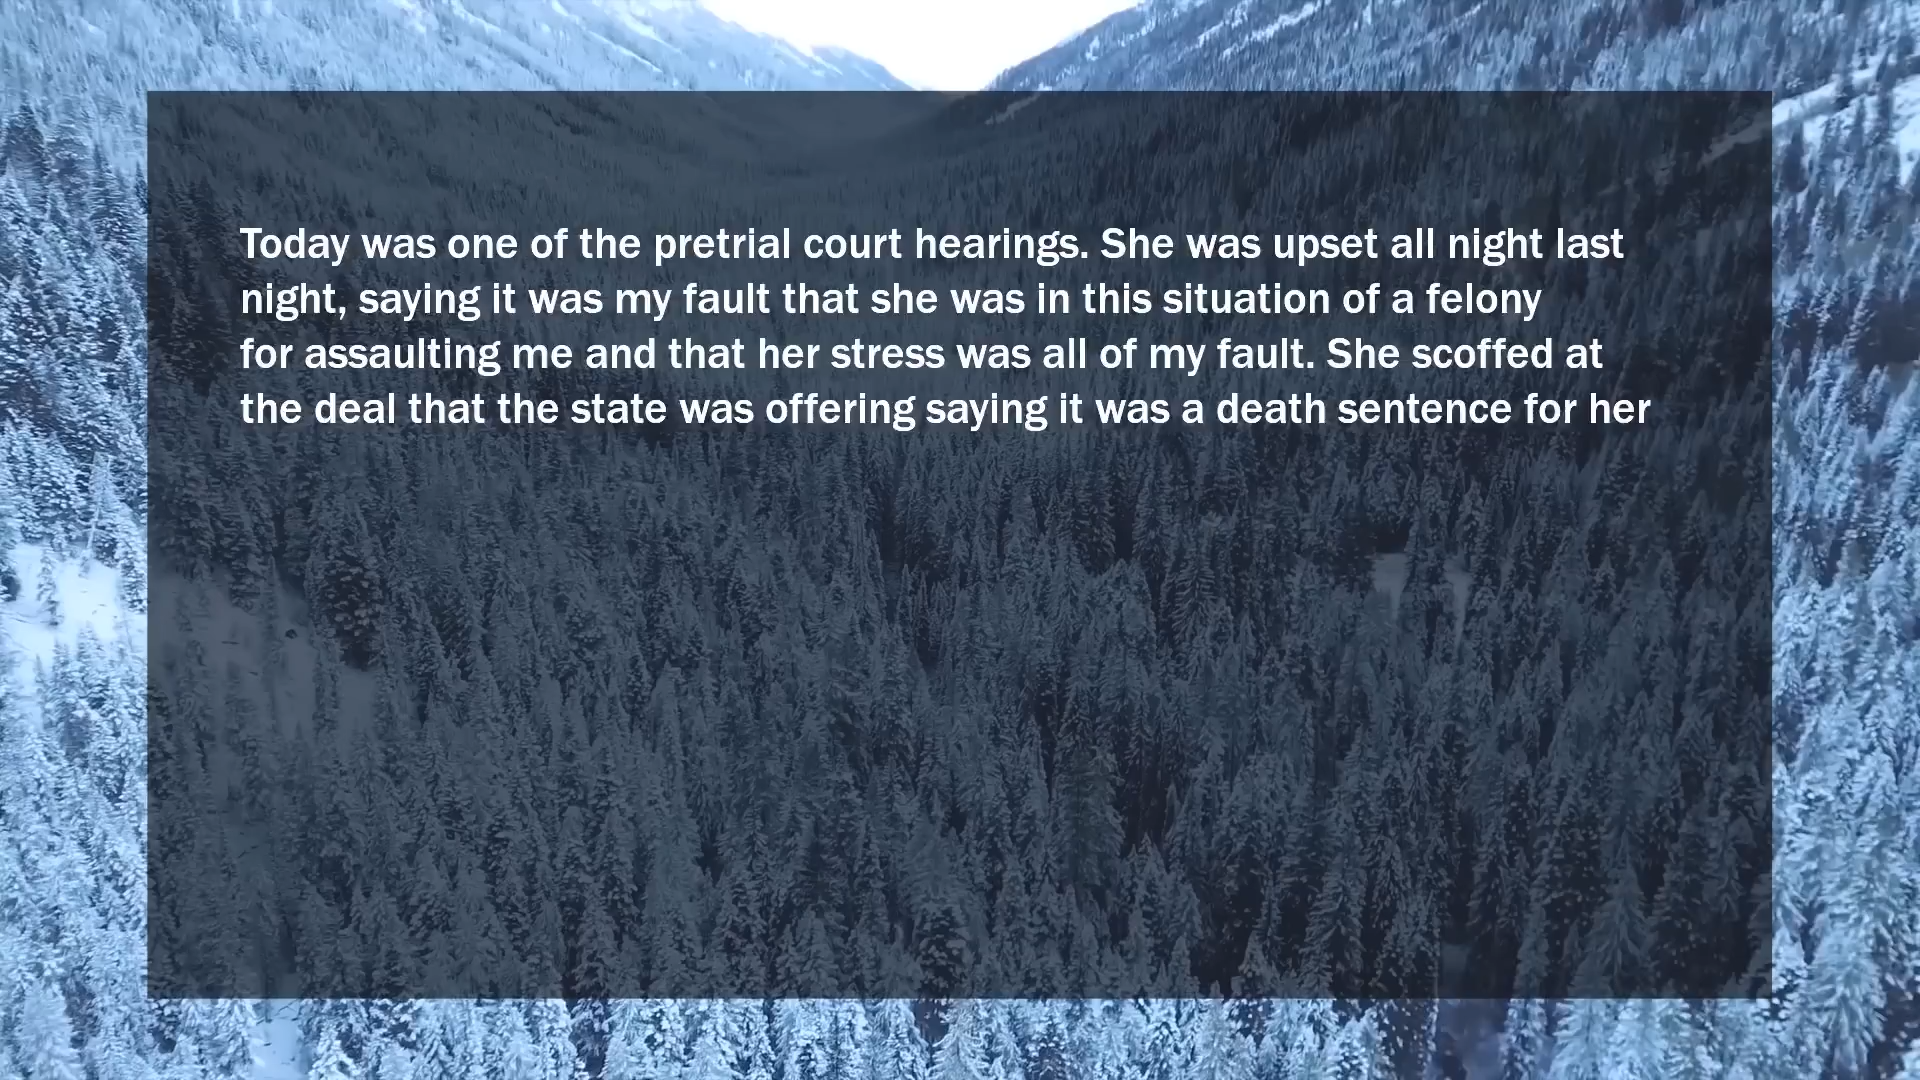 Today was one of the pretrial court hearings. She was upset all night last
night, saying it was my fault that she was in this situation of a felony
for assaulting me and that her stress was all of my fault. She scoffed at
the deal that the state was offering saying it was a death sentence for her